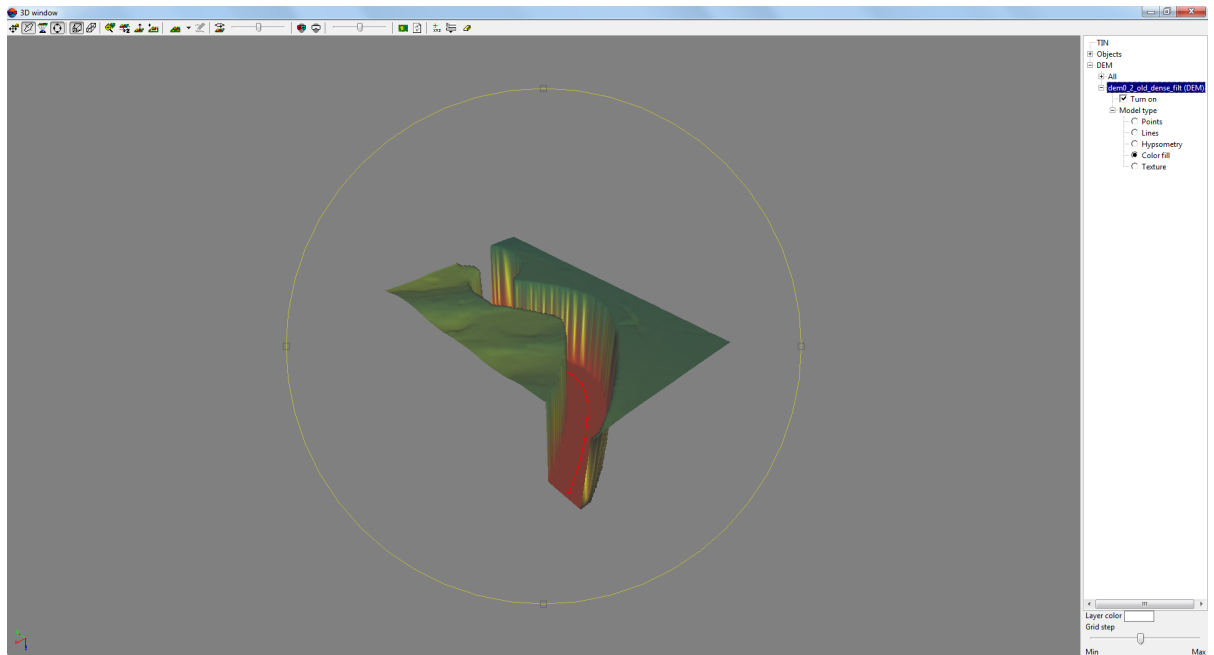 3D window
TIN
Objects
DEM
All
dem0_2_old_dense_filt (DEM)
Turn on
Model type
Points
Lines
Hypsometry
Color fill
Texture
Layer color
Grid step
Min Max